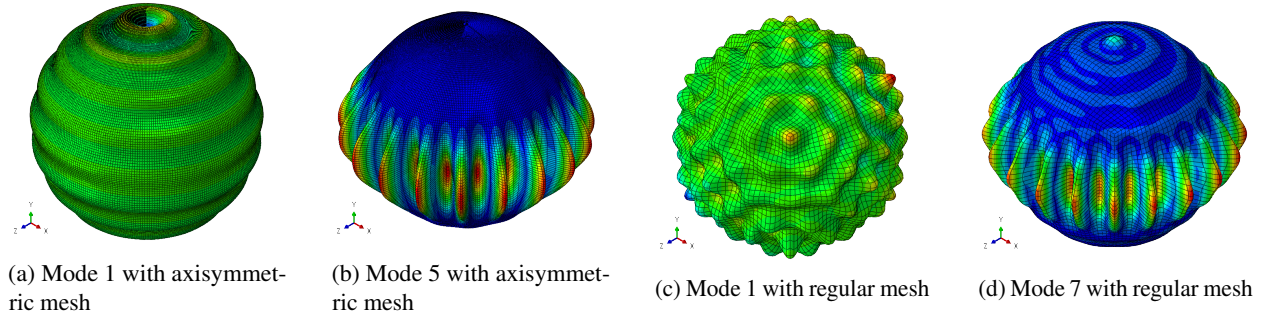 Y
Z
X
Y
Z
X
Y
Z
X
Y
Z
X
(a) Mode 1 with axisymmet-
ric mesh
(b) Mode 5 with axisymmet-
ric mesh
(c) Mode 1 with regular mesh
(d) Mode 7 with regular mesh